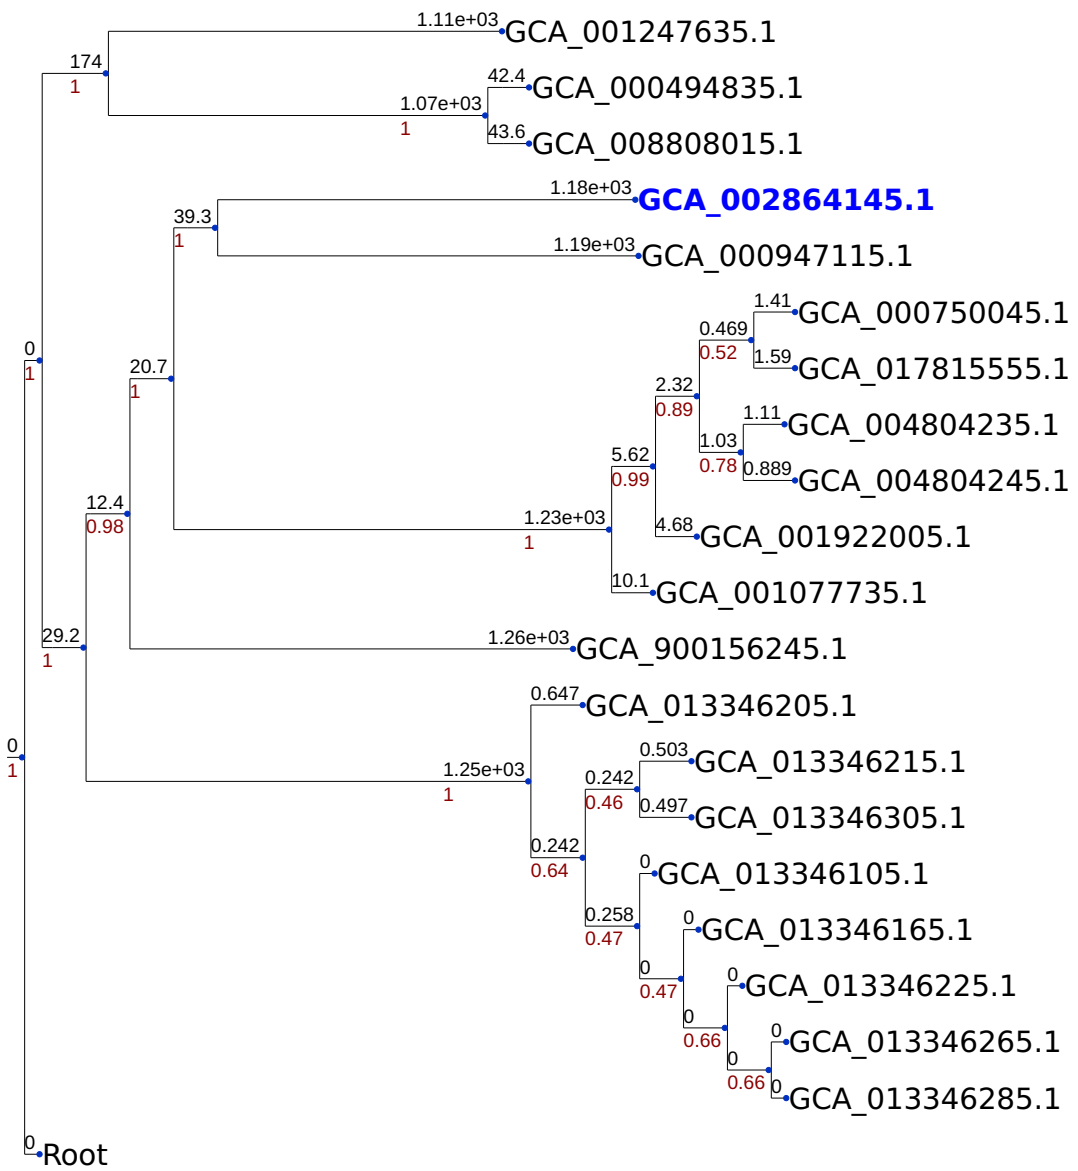 1.11e+03
GCA_001247635.1
174
1
42.4
GCA_000494835.1
1.07e+03
1
43.6
GCA_008808015.1
1.18e+03
GCA_002864145.1
39.3
1
1.19e+03
GCA_000947115.1
1.41
GCA_000750045.1
0.469
0.52
0
1
20.7
1
1.59
GCA_017815555.1
2.32
0.89
1.11
GCA_004804235.1
1.03
0.78
0.889
GCA_004804245.1
5.62
0.99
12.4
0.98
1.23e+03
1
4.68
GCA_001922005.1
10.1
GCA_001077735.1
29.2
1
1.26e+03
GCA_900156245.1
0.647
GCA_013346205.1
0
1
0.503
GCA_013346215.1
1.25e+03
1
0.242
0.46
0.497
GCA_013346305.1
0.242
0.64
0
GCA_013346105.1
0.258
0.47
0
GCA_013346165.1
0
0.47
0
GCA_013346225.1
0
0.66
0
GCA_013346265.1
0
0.66
0
GCA_013346285.1
0
Root